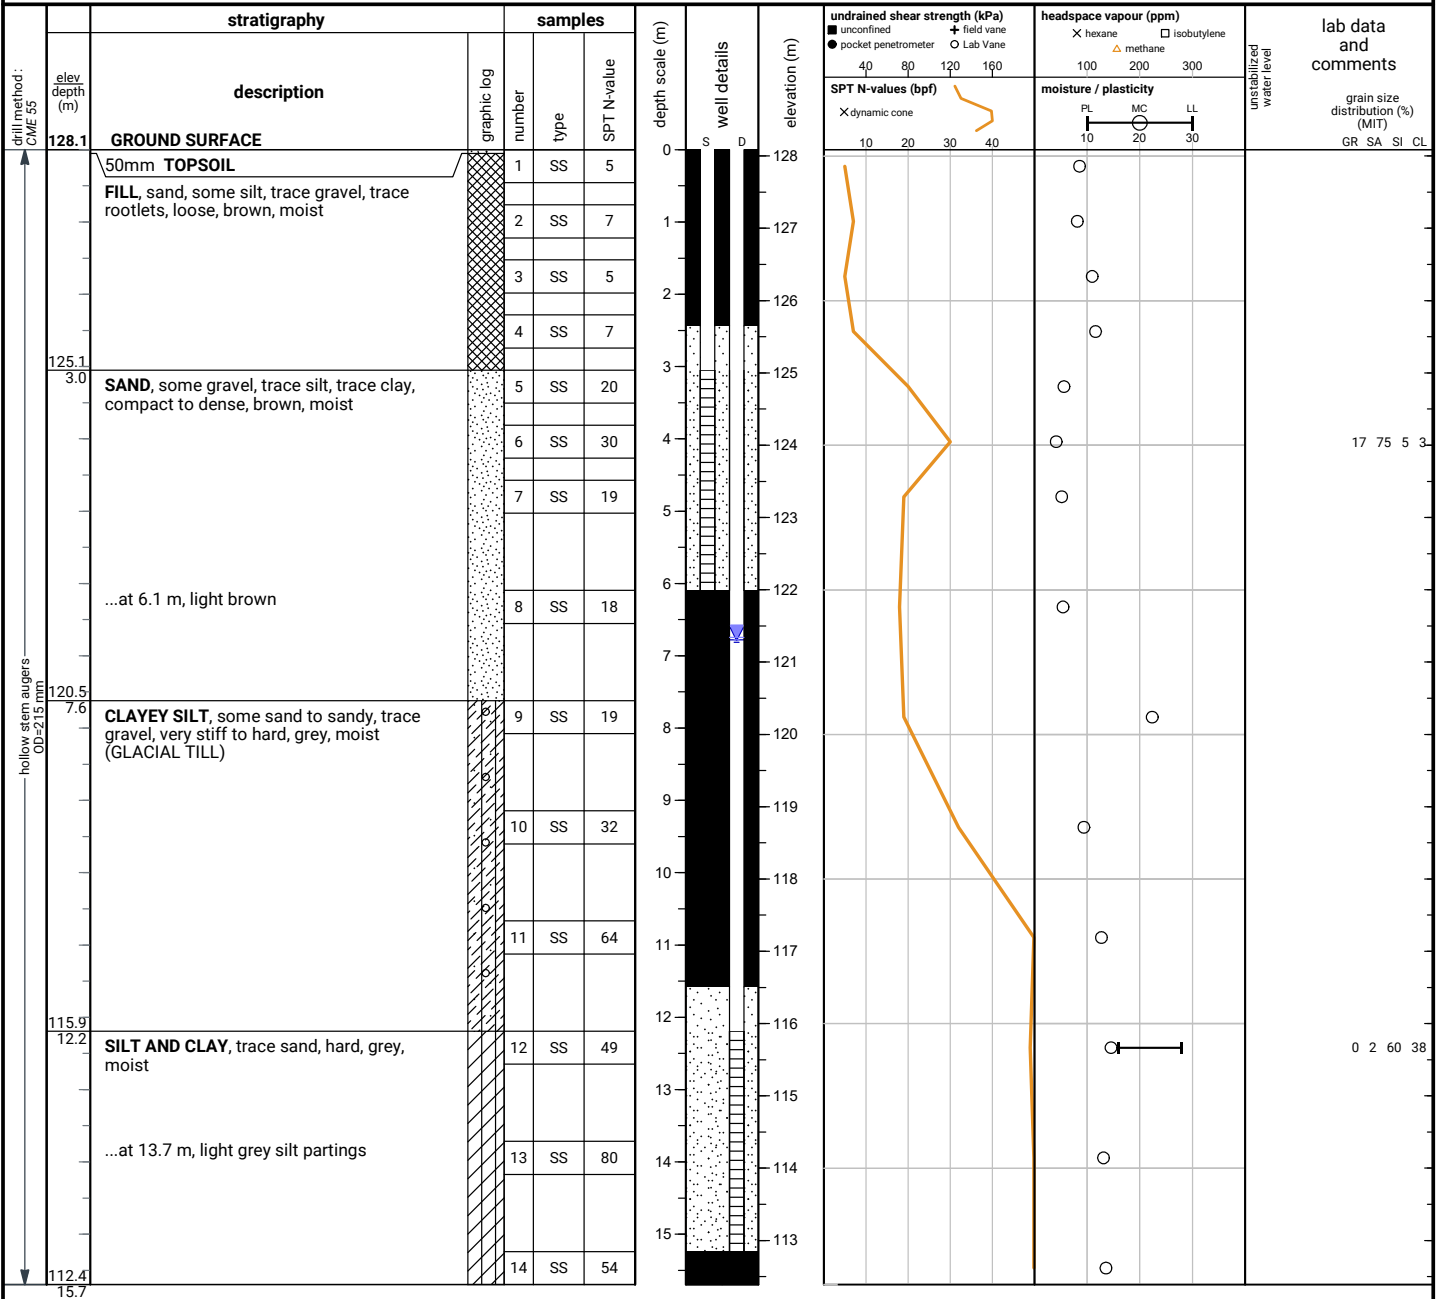 stratigraphy
samples
drill method :
CME 55
elev
depth
(m)
description
graphic log
number
type
SPT N-value
depth scale (m)
well details
S D
elevation (m)
undrained shear strength (kPa)
unconfined
field vane
pocket penetrometer
Lab Vane
40 80 120 160
SPT N-values (bpf)
dynamic cone
10 20 30 40
headspace vapour (ppm)
hexane
isobutylene
methane
100 200 300
moisture / plasticity
PL MC LL
10 20 30
unstabilized
water level
lab data
and
comments
grain size
distribution (%)
(MIT)
GR SA SI CL
128.1 GROUND SURFACE
50mm TOPSOIL
FILL, sand, some silt, trace gravel, trace
rootlets, loose, brown, moist
125.1
3.0
SAND, some gravel, trace silt, trace clay,
compact to dense, brown, moist
...at 6.1 m, light brown
120.5
7.6
CLAYEY SILT, some sand to sandy, trace
gravel, very stiff to hard, grey, moist
(GLACIAL TILL)
115.9
12.2
SILT AND CLAY, trace sand, hard, grey,
moist
...at 13.7 m, light grey silt partings
112.4
15.7
hollow stem augers
OD=215 mm
1 SS 5
2 SS 7
3 SS 5
4 SS 7
5 SS 20
6 SS 30
7 SS 19
8 SS 18
9 SS 19
10 SS 32
11 SS 64
12 SS 49
13 SS 80
14 SS 54
0
1
2
3
4
5
6
7
8
9
10
11
12
13
14
15
128
127
126
125
124
123
122
121
120
119
118
117
116
115
114
113
17 75 5 3
0 2 60 38